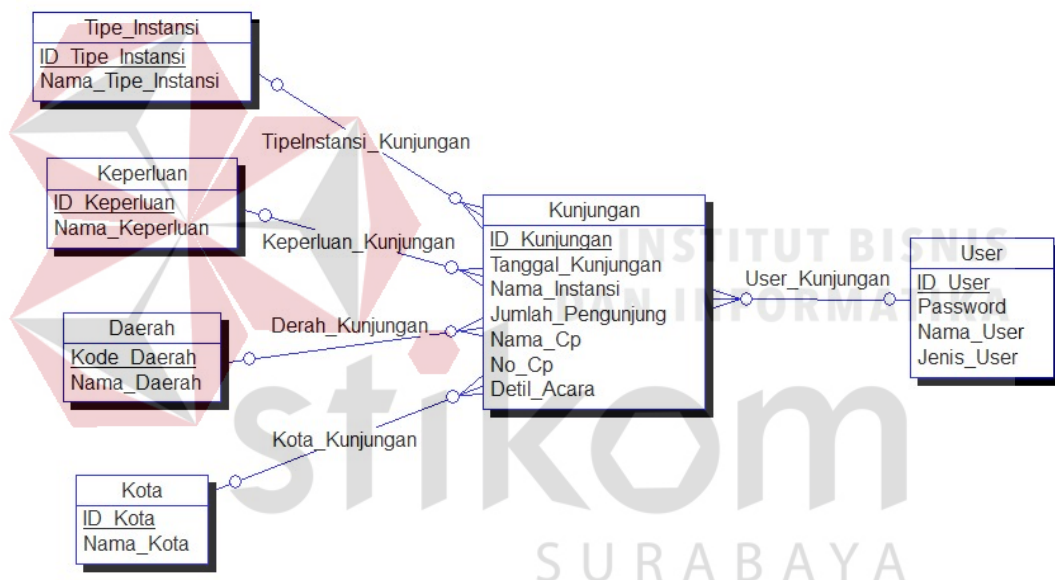 Tipe_Instansi
ID_Tipe_Instansi
Nama_Tipe_Instansi
TipeInstansi_Kunjungan
Keperluan
ID_Keperluan
Nama_Keperluan
Keperluan_Kunjungan
Daerah
Kode_Daerah
Nama_Daerah
Derah_Kunjungan
Kota
ID_Kota
Nama_Kota
Kota_Kunjungan
Kunjungan
ID_Kunjungan
Tanggal_Kunjungan
Nama_Instansi
Jumlah_Pengunjung
Nama_Cp
No_Cp
Detil_Acara
User_Kunjungan
User
ID_User
Password
Nama_User
Jenis_User
INSTITUT BISNIS
DAN INFORMATIKA
stikom
SURABAYA